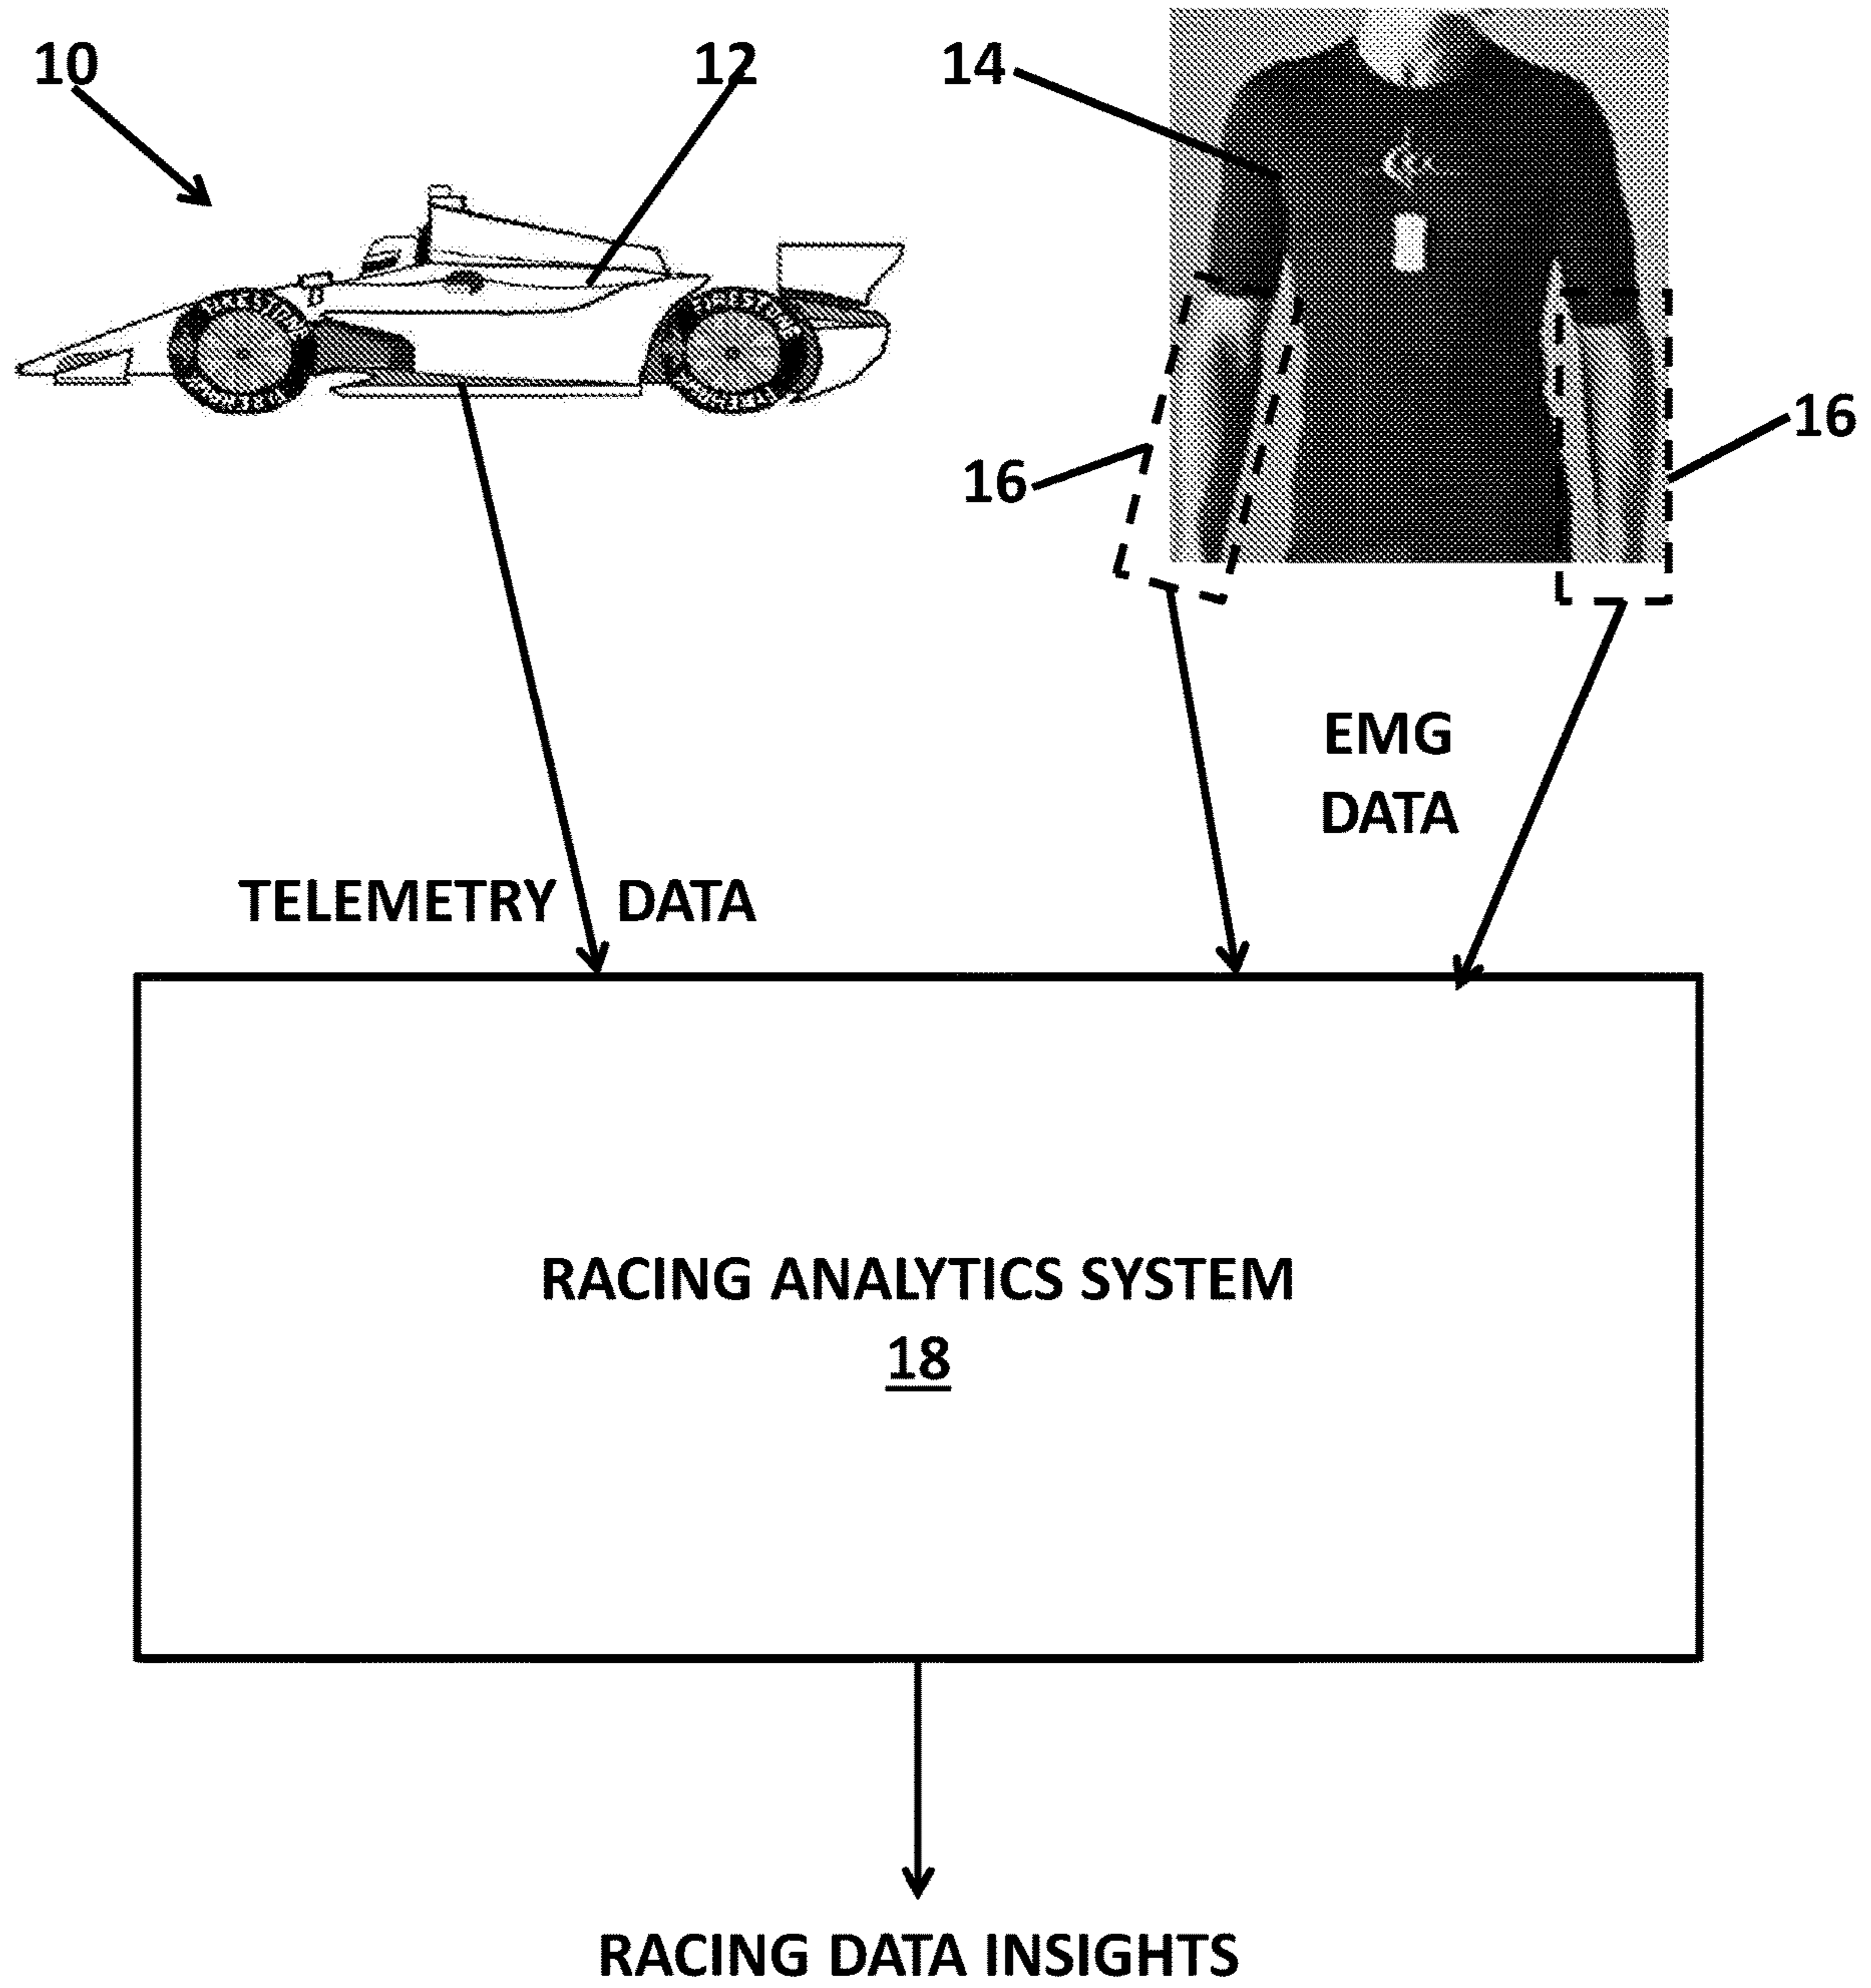 10
12
14
16
16
EMG
DATA
TELEMETRY DATA
RACING ANALYTICS SYSTEM
18
RACING DATA INSIGHTS